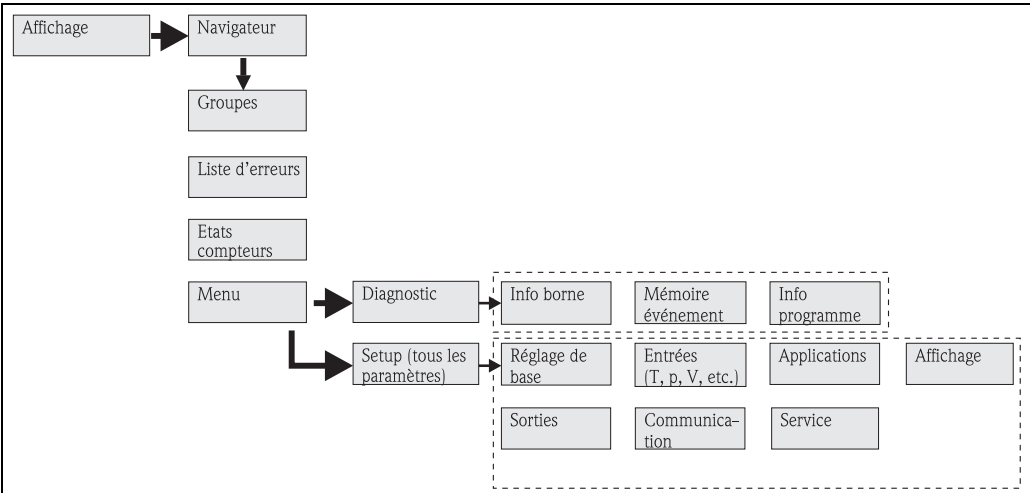 Affichage
Navigateur
Groupes
Liste d'erreurs
Etats
compteurs
Menu
Diagnostic
Info borne
Mémoire
événement
Info
programme
Setup (tous les
paramètres)
Réglage de
base
Entrées
(T, p, V, etc.)
Applications
Affichage
Sorties
Communica–
tion
Service